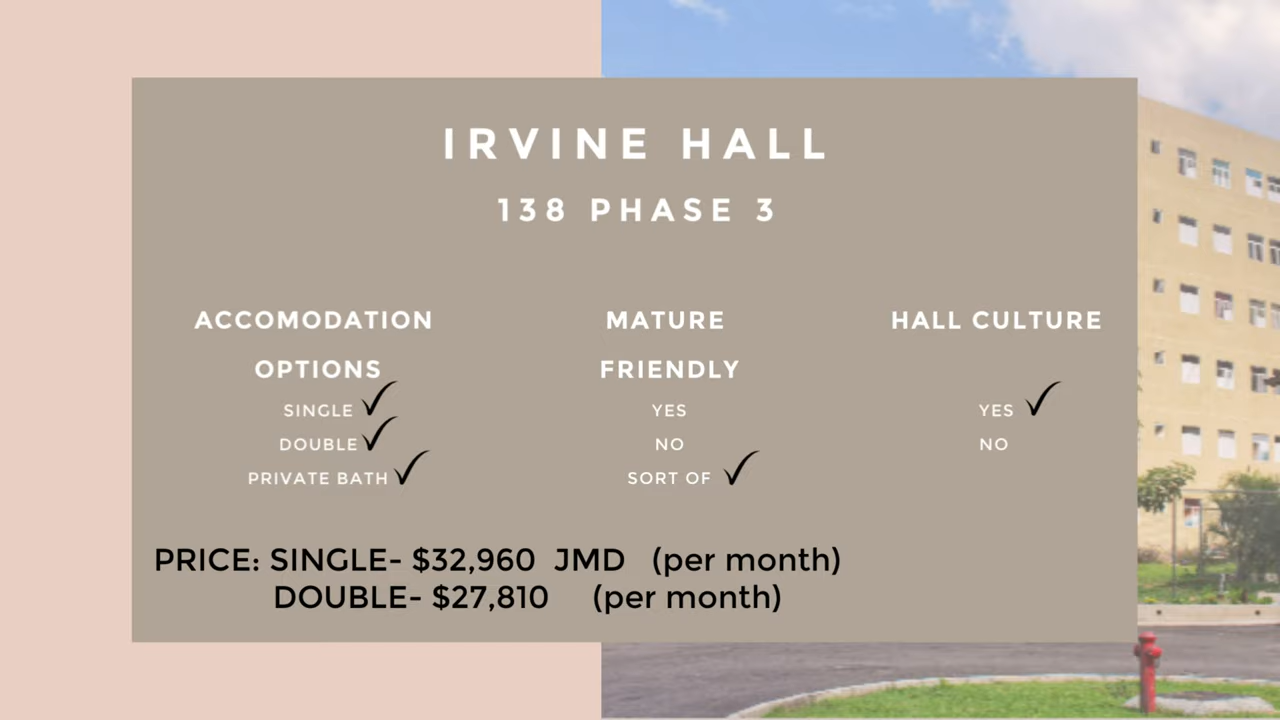 IRVINE HALL
138 PHASE 3
ACCOMODATION
OPTIONS
SINGLE
DOUBLE
PRIVATE BATH
MATURE
FRIENDLY
YES
NO
SORT OF
HALL CULTURE
YES
NO
PRICE: SINGLE- $32,960 JMD (per month)
DOUBLE- $27,810 (per month)